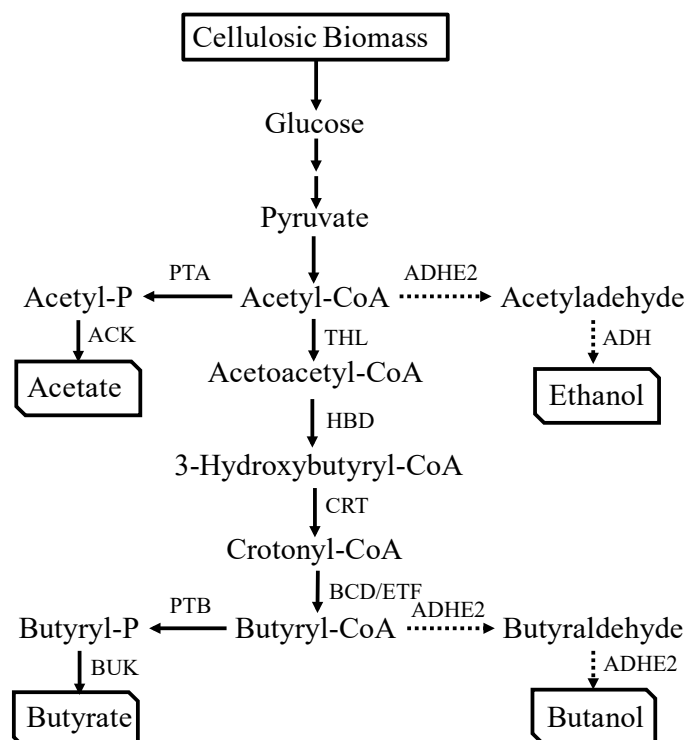 Cellulosic Biomass
Glucose
Pyruvate
PTA
ADHE2
Acetyl-P
Acetyl-CoA
Acetyladehyde
ACK
THL
ADH
Acetate
Acetoacetyl-CoA
Ethanol
HBD
3-Hydroxybutyryl-CoA
CRT
Crotonyl-CoA
BCD/ETF
PTB
ADHE2
Butyryl-P
Butyryl-CoA
Butyraldehyde
BUK
ADHE2
Butyrate
Butanol